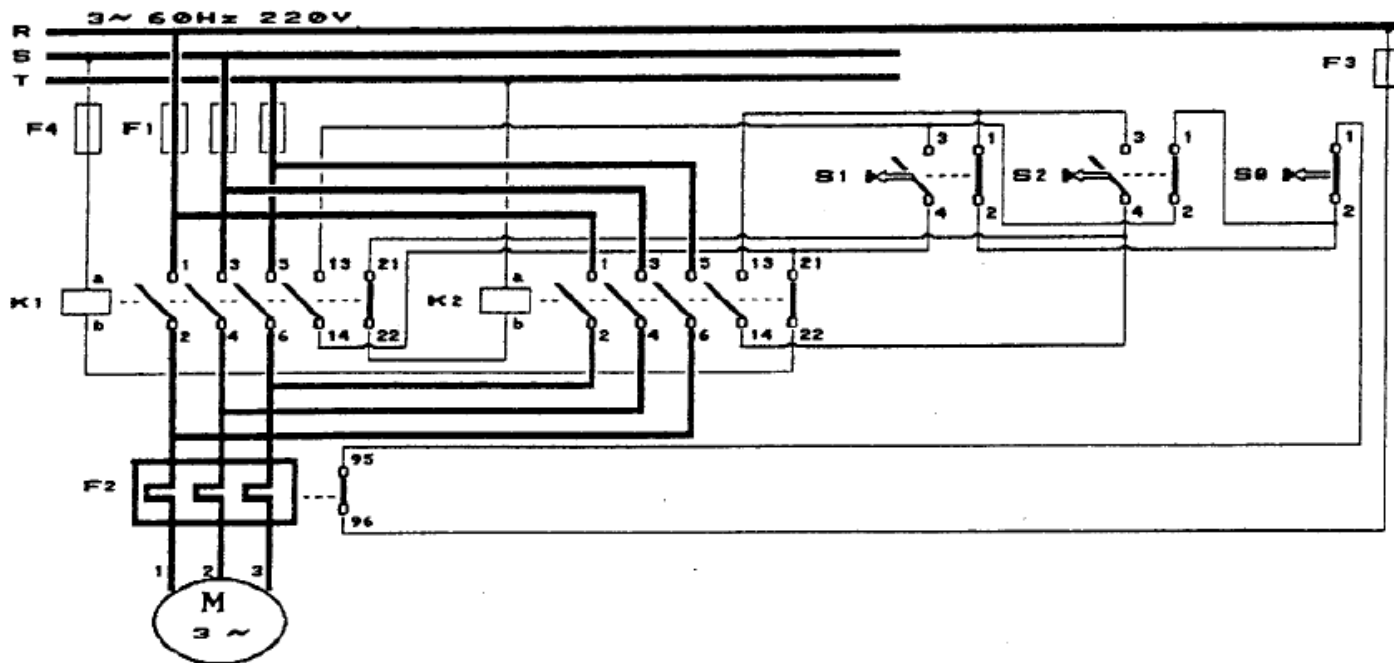 3~ 60Hz 220V
R
S
T
F3
F4 F1
3 1 3 1 1
S1 S2 S0
4 2 4 2 2
1 3 5 13 21 1 3 5 13 21
a a
K1 K2
b b
2 4 6 14 22 2 4 6 14 22
95
F2
96
1 2 3
M
3 ~